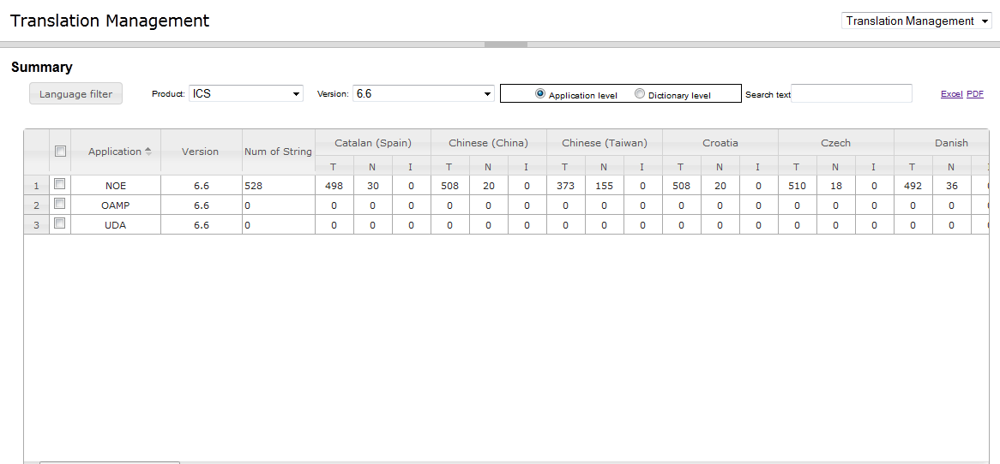 Translation Management
Translation Management
Summary
Language filter Product: ICS Version: 6.6 Application level Dictionary level Search text Excel PDF
Application Version Num of String Catalan (Spain) Chinese (China) Chinese (Taiwan) Croatia Czech Danish
T N I T N I T N I T N I T N I T N I
1 NOE 6.6 528 498 30 0 508 20 0 373 155 0 508 20 0 510 18 0 492 36 0
2 OAMP 6.6 0 0 0 0 0 0 0 0 0 0 0 0 0 0 0 0 0 0 0
3 UDA 6.6 0 0 0 0 0 0 0 0 0 0 0 0 0 0 0 0 0 0 0